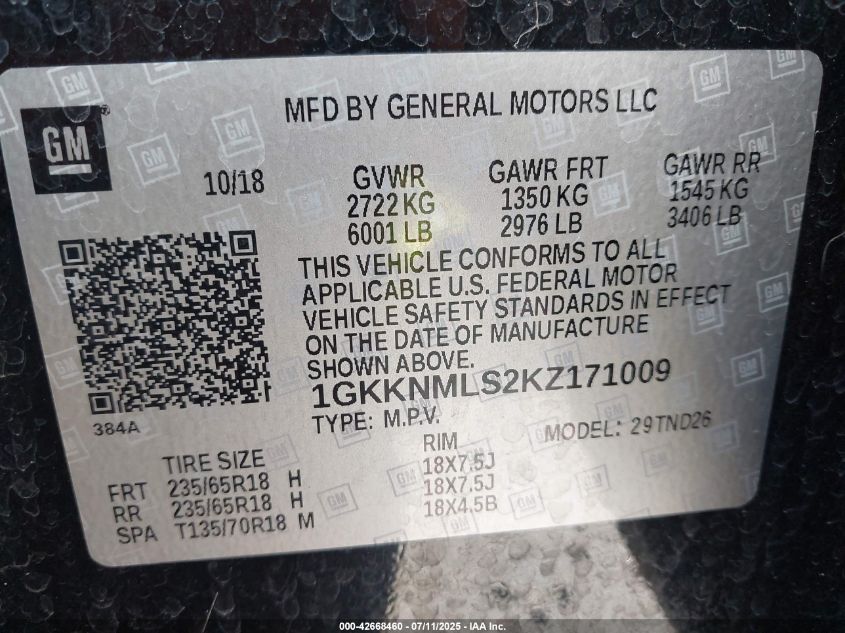 GM
MFD BY GENERAL MOTORS LLC
10/18
GVWR
2722 KG
6001 LB
GAWR FRT
1350 KG
2976 LB
GAWR RR
1545 KG
3406 LB
THIS VEHICLE CONFORMS TO ALL
APPLICABLE U.S. FEDERAL MOTOR
VEHICLE SAFETY STANDARDS IN EFFECT
ON THE DATE OF MANUFACTURE
SHOWN ABOVE.
1GKKNMLS2KZ171009
TYPE: M.P.V.
MODEL: 29TND26
384A
TIRE SIZE RIM
FRT 235/65R18 H 18X7.5J
RR 235/65R18 H 18X7.5J
SPA T135/70R18 M 18X4.5B
000-42668460 - 07/11/2025 - IAA Inc.